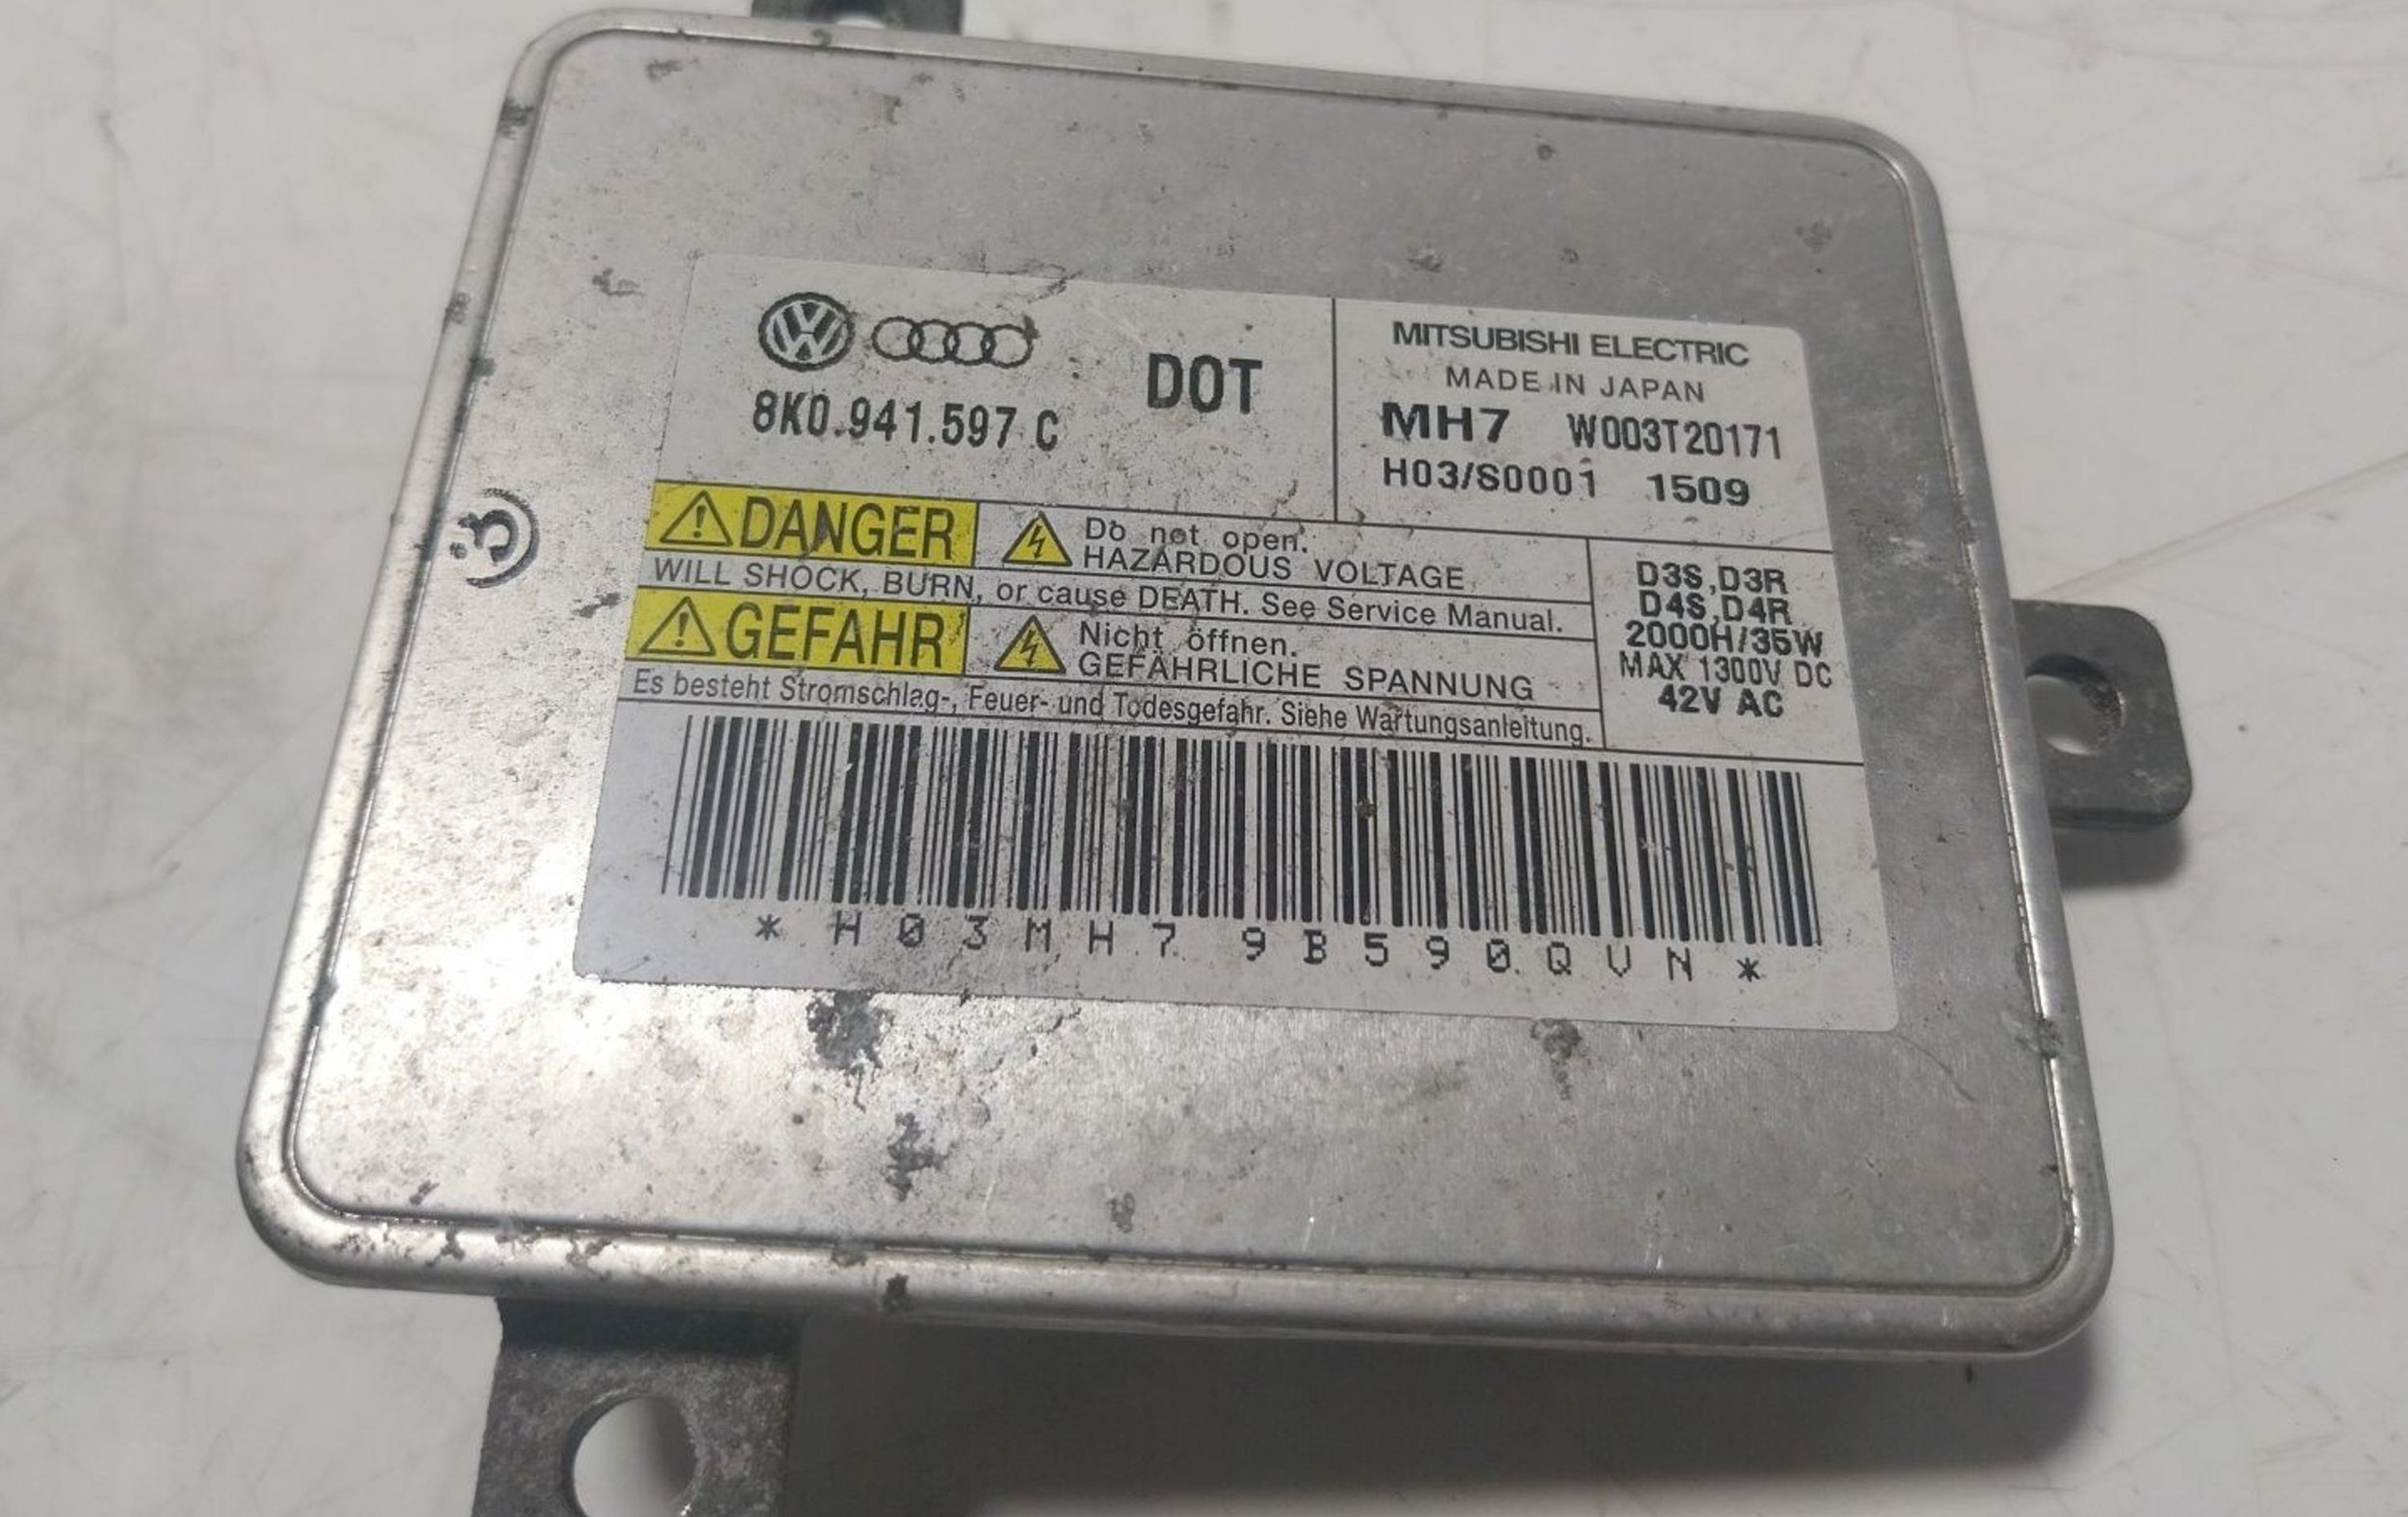 8K0.941.597 C
DOT
MITSUBISHI ELECTRIC
MADE IN JAPAN
MH7 W003T20171
H03/S0001 1509
DANGER
Do not open.
HAZARDOUS VOLTAGE
WILL SHOCK, BURN, or cause DEATH. See Service Manual.
GEFAHR
Nicht öffnen.
GEFÄHRLICHE SPANNUNG
Es besteht Stromschlag-, Feuer- und Todesgefahr. Siehe Wartungsanleitung.
D3S,D3R
D4S,D4R
2000H/35W
MAX 1300V DC
42V AC
*H03MH7 9B590QVN*